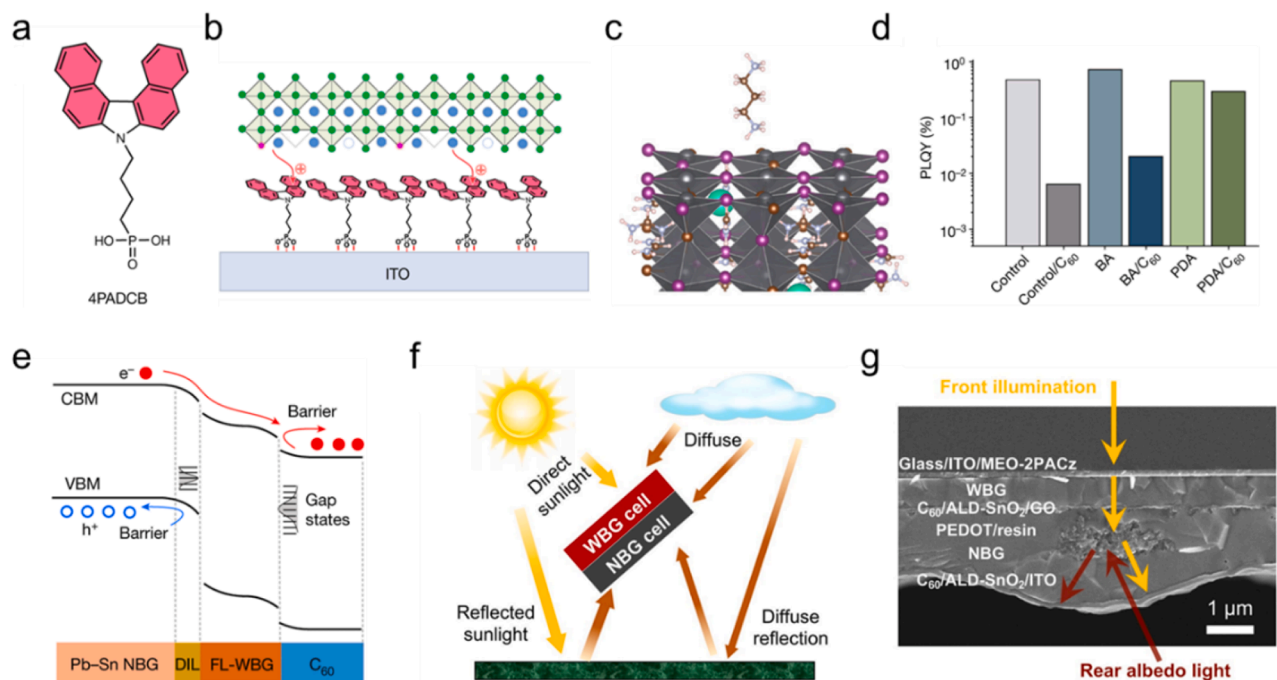 a
N
HO
P
OH
O
4PADCB
b
ITO
c
d
PLQY (%)
10⁰
10⁻¹
10⁻²
10⁻³
Control
Control/C₆₀
BA
BA/C₆₀
PDA
PDA/C₆₀
e
e⁻
CBM
Barrier
VBM
h⁺
Barrier
Gap
states
Pb–Sn NBG
DIL
FL-WBG
C₆₀
f
Diffuse
Direct
sunlight
WBG cell
NBG cell
Reflected
sunlight
Diffuse
reflection
g
Front illumination
Glass/ITO/MEO-2PACz
WBG
C₆₀/ALD-SnO₂/GO
PEDOT/resin
NBG
C₆₀/ALD-SnO₂/ITO
1 μm
Rear albedo light